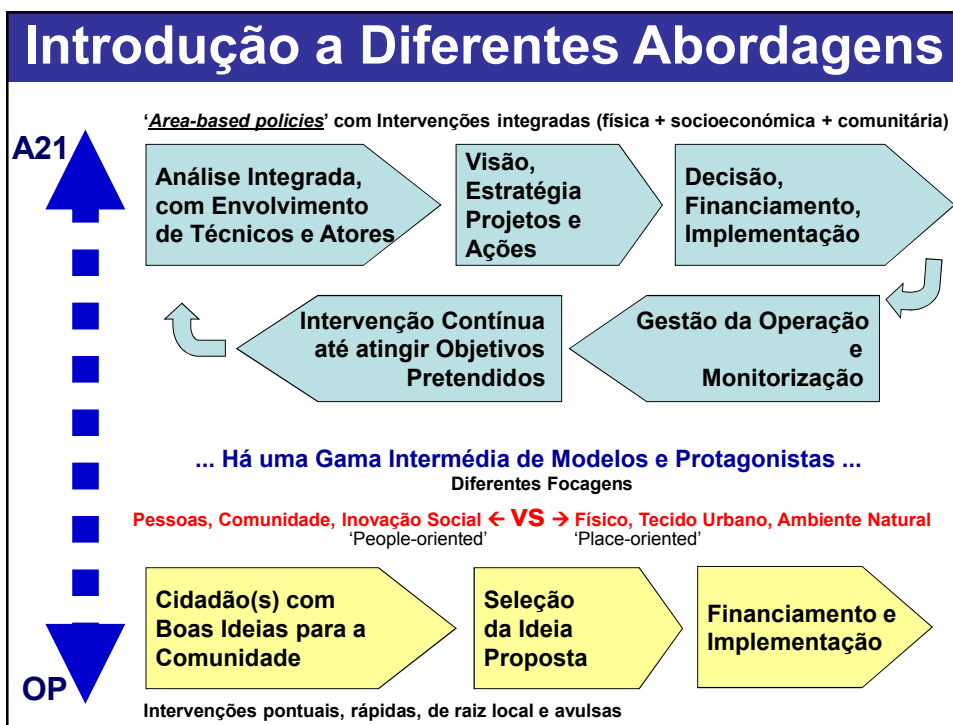 Introdução a Diferentes Abordagens
'Area-based policies' com Intervenções integradas (física + socioeconómica + comunitária)
A21
Análise Integrada,
com Envolvimento
de Técnicos e Atores
Visão,
Estratégia
Projetos e
Ações
Decisão,
Financiamento,
Implementação
Intervenção Contínua
até atingir Objetivos
Pretendidos
Gestão da Operação
e
Monitorização
... Há uma Gama Intermédia de Modelos e Protagonistas ...
Diferentes Focagens
Pessoas, Comunidade, Inovação Social ← VS → Físico, Tecido Urbano, Ambiente Natural
'People-oriented' 'Place-oriented'
Cidadão(s) com
Boas Ideias para a
Comunidade
Seleção
da Ideia
Proposta
Financiamento e
Implementação
OP
Intervenções pontuais, rápidas, de raiz local e avulsas